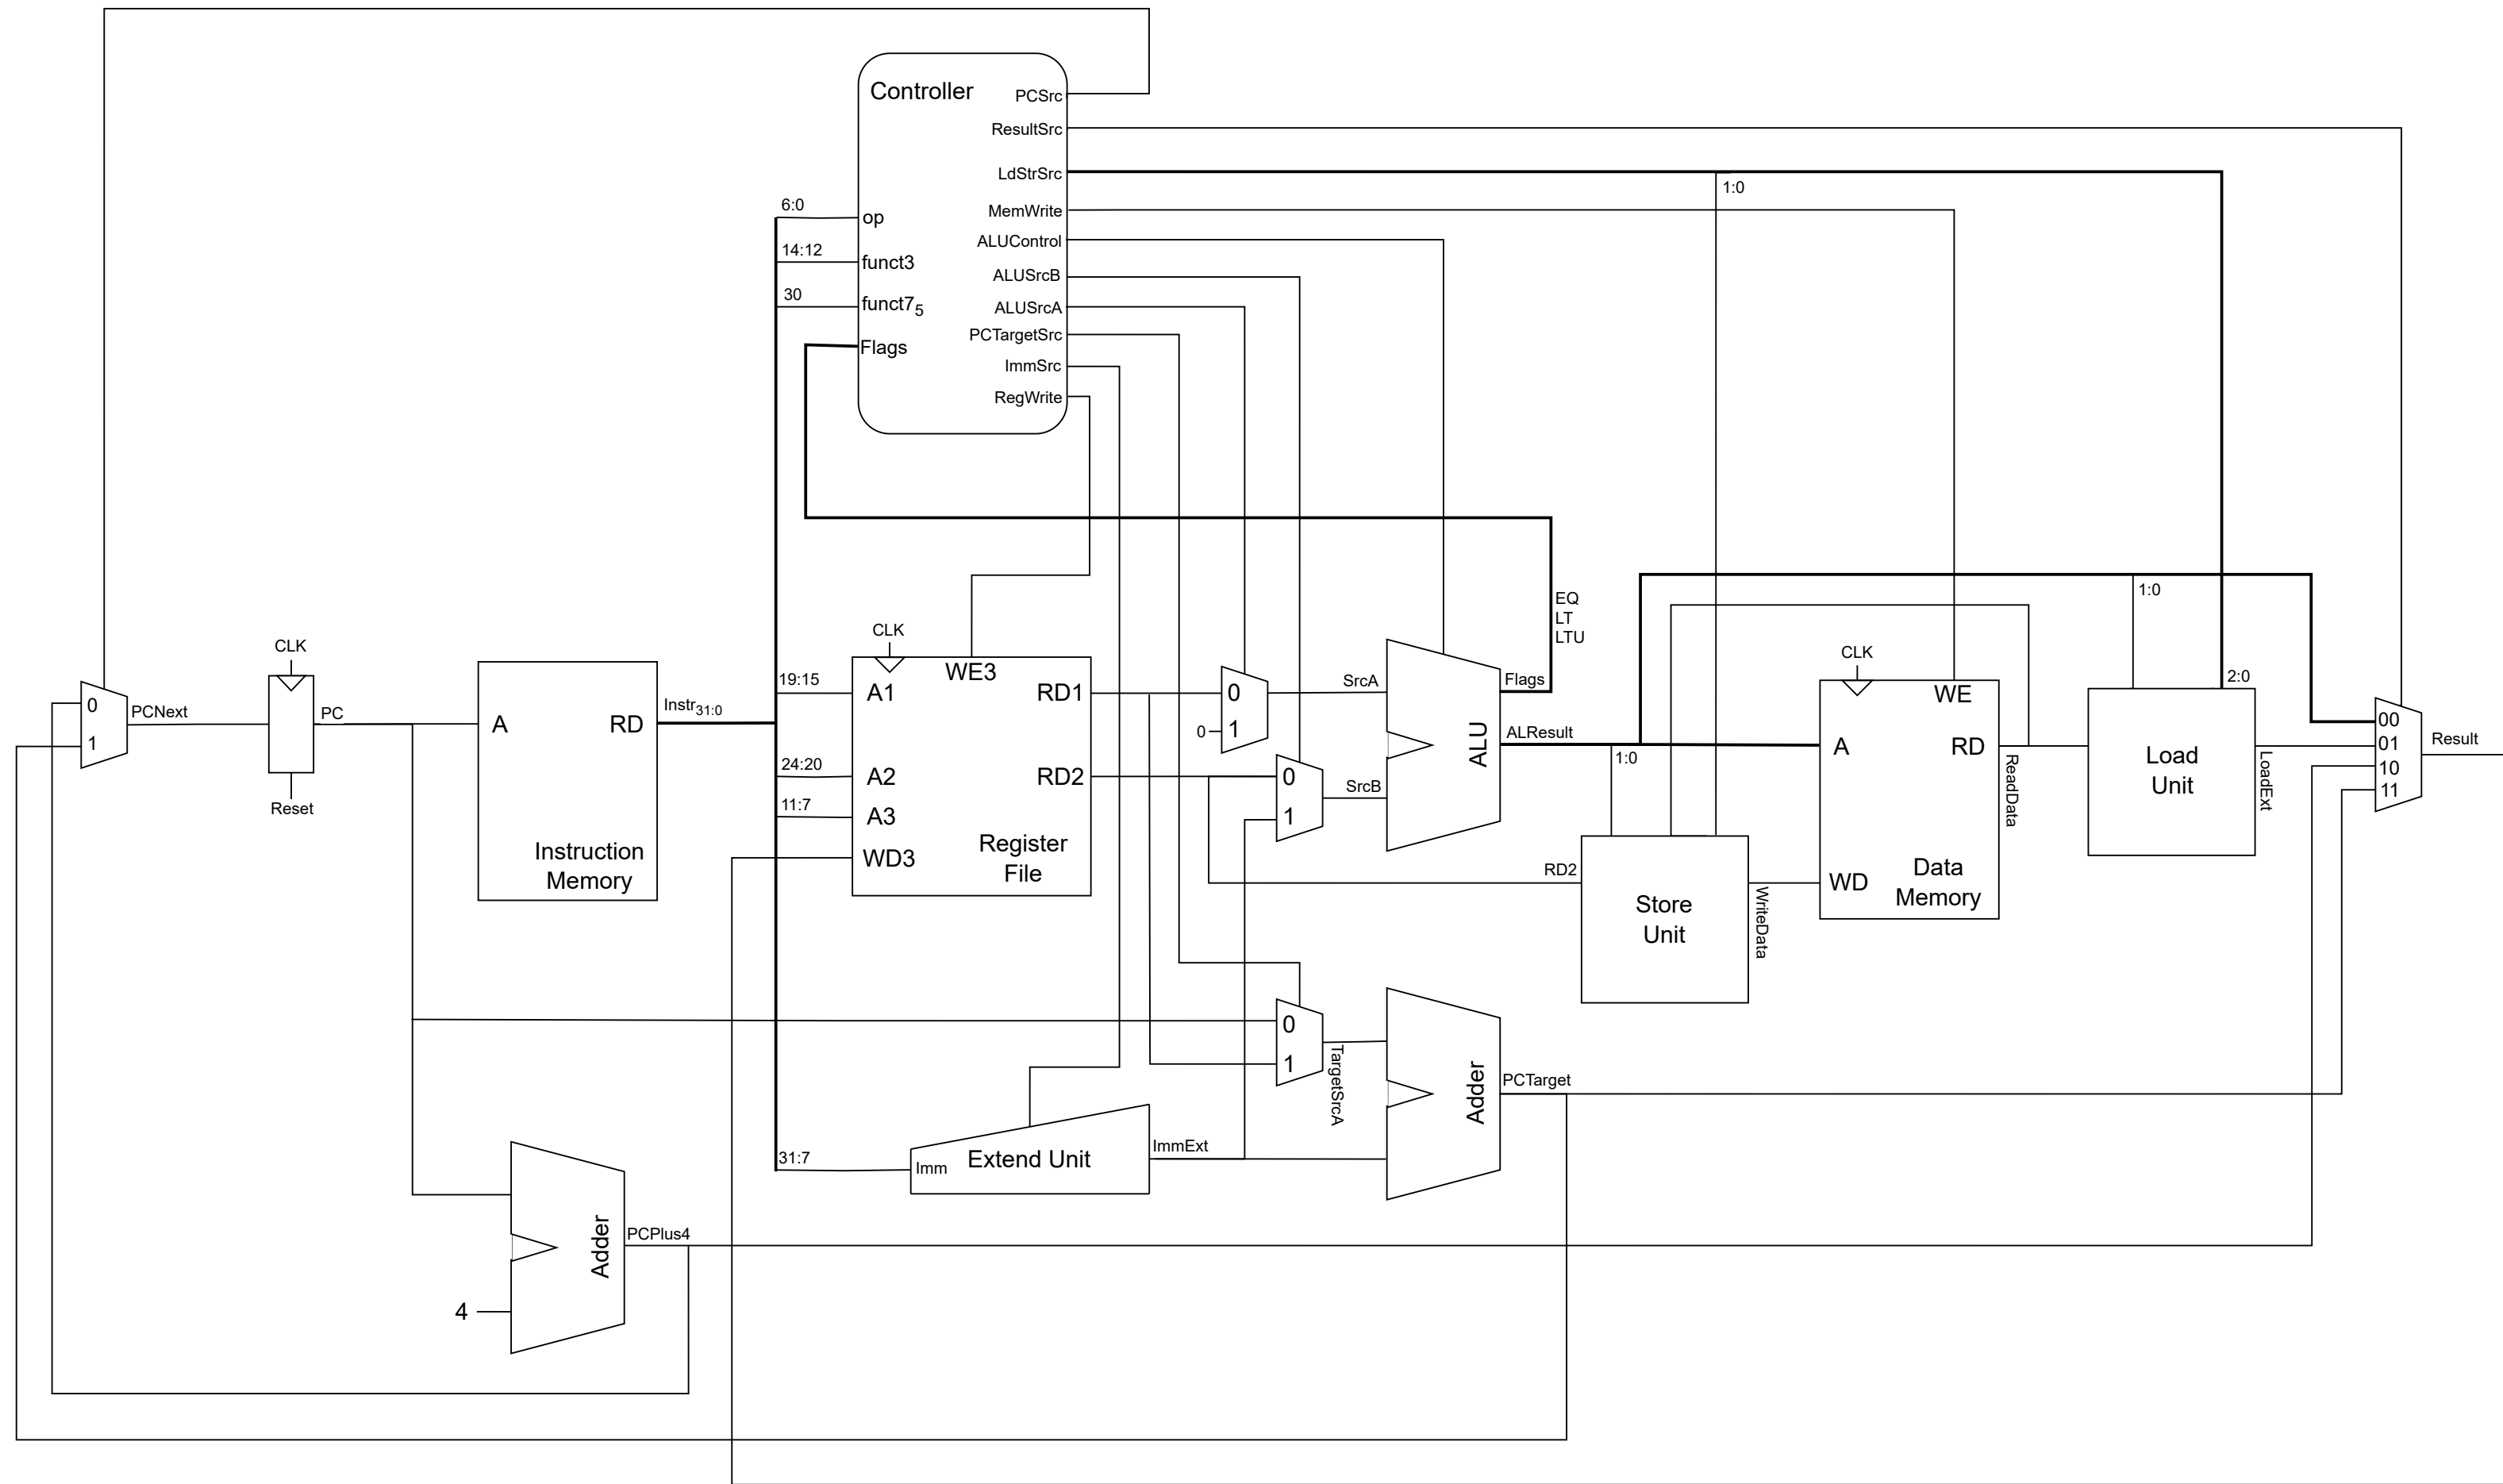 Controller
PCSrc
ResultSrc
LdStrSrc
MemWrite
ALUControl
ALUSrcB
ALUSrcA
PCTargetSrc
ImmSrc
RegWrite
6:0
op
14:12
funct3
30
funct7₅
Flags
1:0
EQ
LT
LTU
1:0
CLK
0
1
PCNext
PC
Reset
A
RD
Instruction
Memory
Instr₃₁:₀
CLK
19:15
A1
WE3
RD1
24:20
A2
RD2
11:7
A3
WD3
Register
File
0
0
1
SrcA
0
1
SrcB
ALU
Flags
ALResult
1:0
RD2
Store
Unit
WriteData
CLK
WE
A
RD
WD
Data
Memory
ReadData
2:0
Load
Unit
LoadExt
00
01
10
11
Result
0
1
TargetSrcA
Adder
PCTarget
31:7
Imm
Extend Unit
ImmExt
Adder
PCPlus4
4